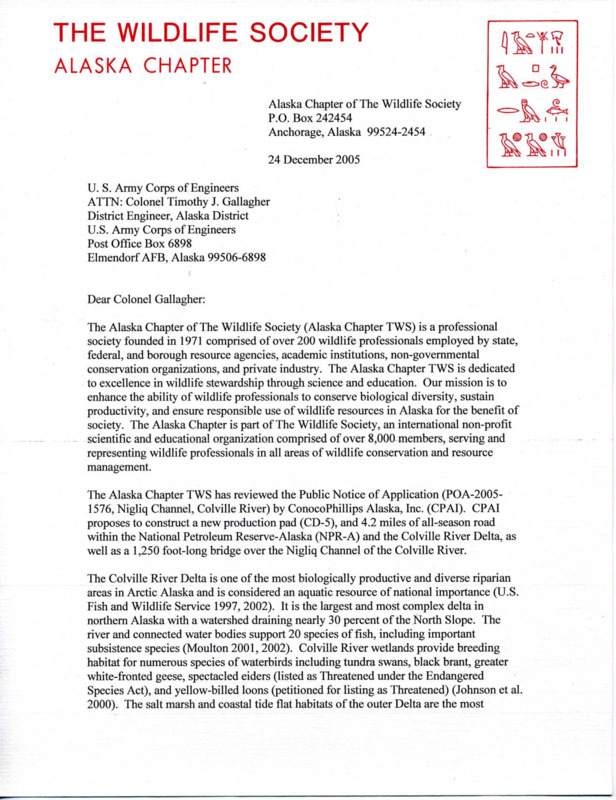 THE WILDLIFE SOCIETY
ALASKA CHAPTER
Alaska Chapter of The Wildlife Society
P.O. Box 242454
Anchorage, Alaska 99524-2454
24 December 2005
U. S. Army Corps of Engineers
ATTN: Colonel Timothy J. Gallagher
District Engineer, Alaska District
U.S. Army Corps of Engineers
Post Office Box 6898
Elmendorf AFB, Alaska 99506-6898
Dear Colonel Gallagher:
The Alaska Chapter of The Wildlife Society (Alaska Chapter TWS) is a professional
society founded in 1971 comprised of over 200 wildlife professionals employed by state,
federal, and borough resource agencies, academic institutions, non-governmental
conservation organizations, and private industry. The Alaska Chapter TWS is dedicated
to excellence in wildlife stewardship through science and education. Our mission is to
enhance the ability of wildlife professionals to conserve biological diversity, sustain
productivity, and ensure responsible use of wildlife resources in Alaska for the benefit of
society. The Alaska Chapter is part of The Wildlife Society, an international non-profit
scientific and educational organization comprised of over 8,000 members, serving and
representing wildlife professionals in all areas of wildlife conservation and resource
management.
The Alaska Chapter TWS has reviewed the Public Notice of Application (POA-2005-
1576, Nigliq Channel, Colville River) by ConocoPhillips Alaska, Inc. (CPAI). CPAI
proposes to construct a new production pad (CD-5), and 4.2 miles of all-season road
within the National Petroleum Reserve-Alaska (NPR-A) and the Colville River Delta, as
well as a 1,250 foot-long bridge over the Nigliq Channel of the Colville River.
The Colville River Delta is one of the most biologically productive and diverse riparian
areas in Arctic Alaska and is considered an aquatic resource of national importance (U.S.
Fish and Wildlife Service 1997, 2002). It is the largest and most complex delta in
northern Alaska with a watershed draining nearly 30 percent of the North Slope. The
river and connected water bodies support 20 species of fish, including important
subsistence species (Moulton 2001, 2002). Colville River wetlands provide breeding
habitat for numerous species of waterbirds including tundra swans, black brant, greater
white-fronted geese, spectacled eiders (listed as Threatened under the Endangered
Species Act), and yellow-billed loons (petitioned for listing as Threatened) (Johnson et al.
2000). The salt marsh and coastal tide flat habitats of the outer Delta are the most